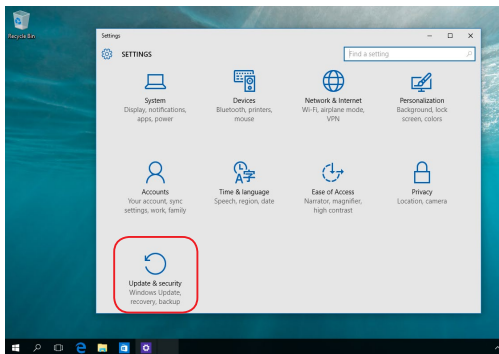 Recycle Bin
Settings
SETTINGS
Find a setting
System
Display, notifications,
apps, power
Devices
Bluetooth, printers,
mouse
Network & Internet
Wi-Fi, airplane mode,
VPN
Personalization
Background, lock
screen, colors
Accounts
Your account, sync
settings, work, family
Time & language
Speech, region, date
Ease of Access
Narrator, magnifier,
high contrast
Privacy
Location, camera
Update & security
Windows Update,
recovery, backup